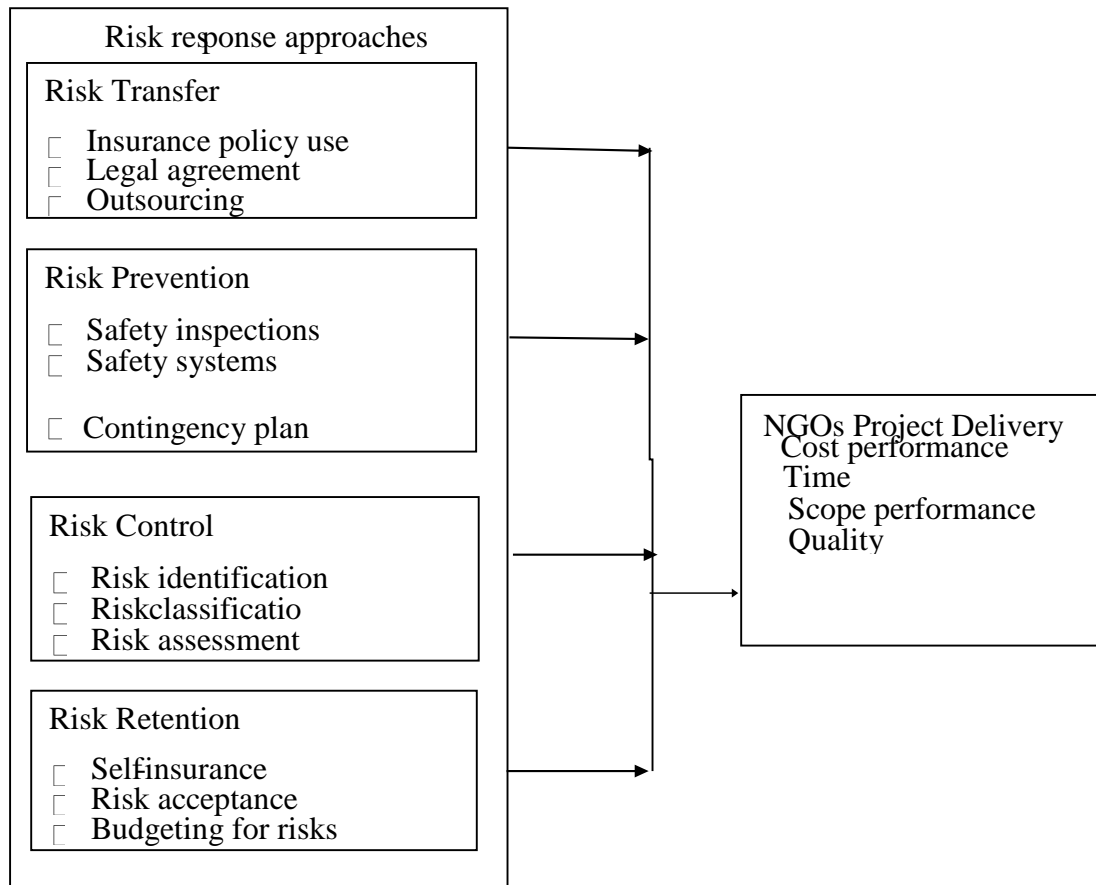 Risk response approaches
Risk Transfer
Insurance policy use
Legal agreement
Outsourcing
Risk Prevention
Safety inspections
Safety systems
Contingency plan
Risk Control
Risk identification
Riskclassificatio
Risk assessment
Risk Retention
Self-insurance
Risk acceptance
Budgeting for risks
NGOs Project Delivery
Cost performance
Time
Scope performance
Quality